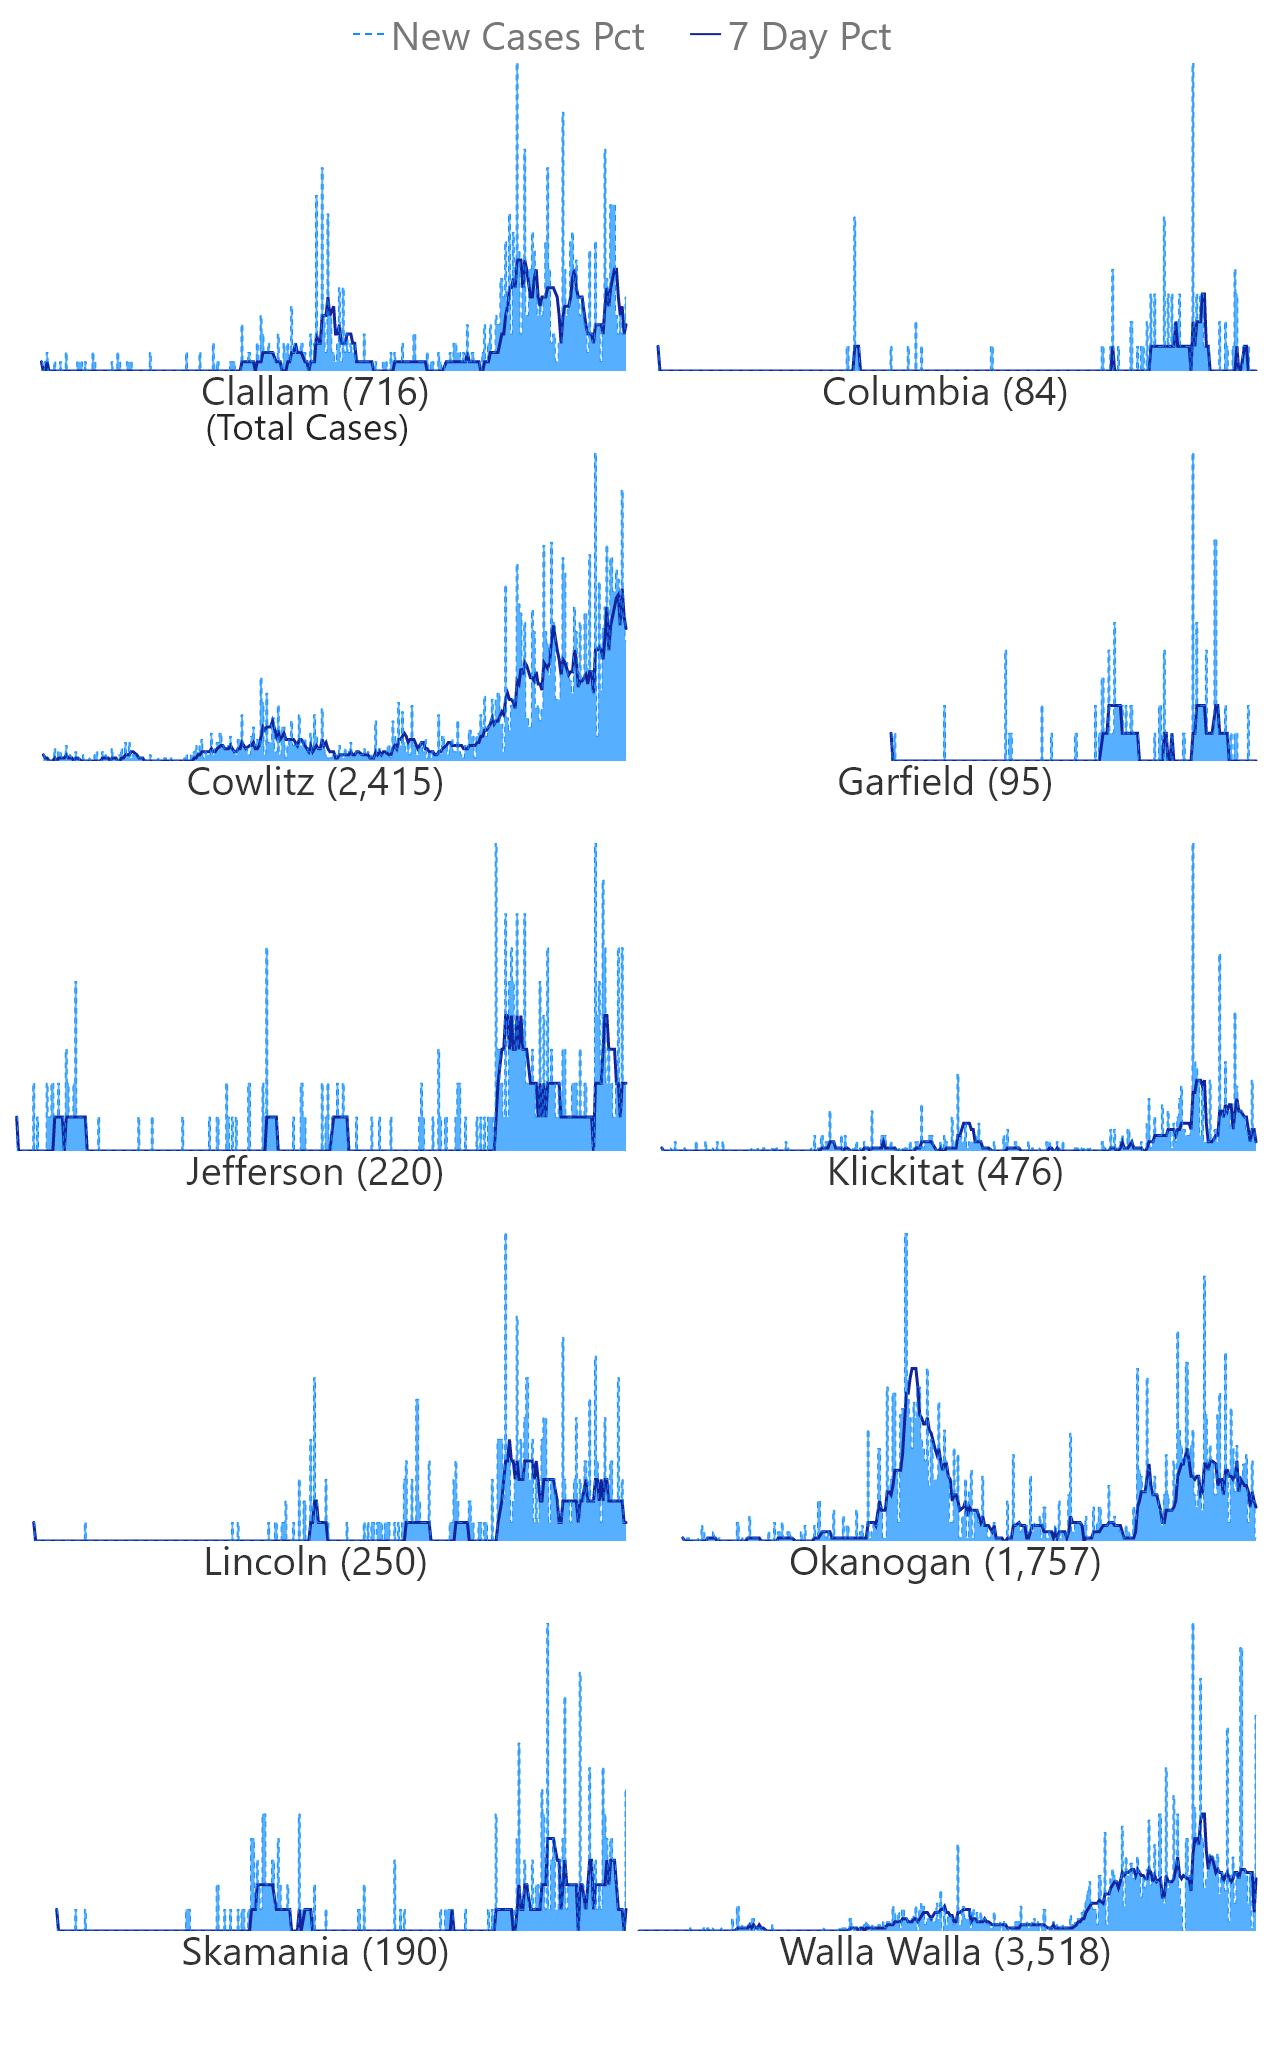 New Cases Pct 7 Day Pct
Clallam (716) Columbia (84)
(Total Cases)
Cowlitz (2,415) Garfield (95)
Jefferson (220) Klickitat (476)
Lincoln (250) Okanogan (1,757)
Skamania (190) Walla Walla (3,518)